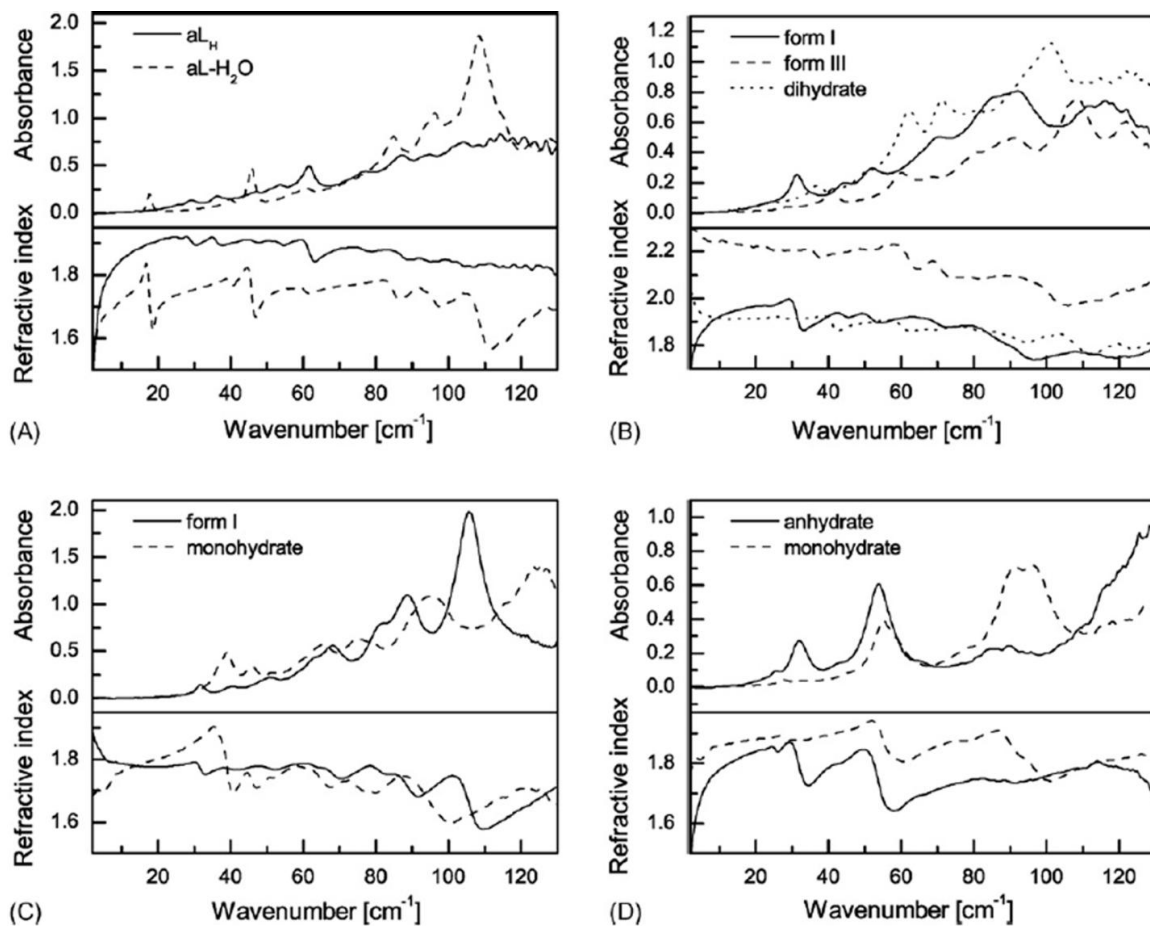 2.0
1.5
1.0
0.5
0.0
Absorbance
aL_H
aL-H₂O
1.8
1.6
Refractive index
20 40 60 80 100 120
Wavenumber [cm⁻¹]
(A)
1.2
1.0
0.8
0.6
0.4
0.2
0.0
Absorbance
form I
form III
dihydrate
2.2
2.0
1.8
Refractive index
20 40 60 80 100 120
Wavenumber [cm⁻¹]
(B)
2.0
1.5
1.0
0.5
0.0
Absorbance
form I
monohydrate
1.8
1.6
Refractive index
20 40 60 80 100 120
Wavenumber [cm⁻¹]
(C)
1.0
0.8
0.6
0.4
0.2
0.0
Absorbance
anhydrate
monohydrate
1.8
1.6
Refractive index
20 40 60 80 100 120
Wavenumber [cm⁻¹]
(D)